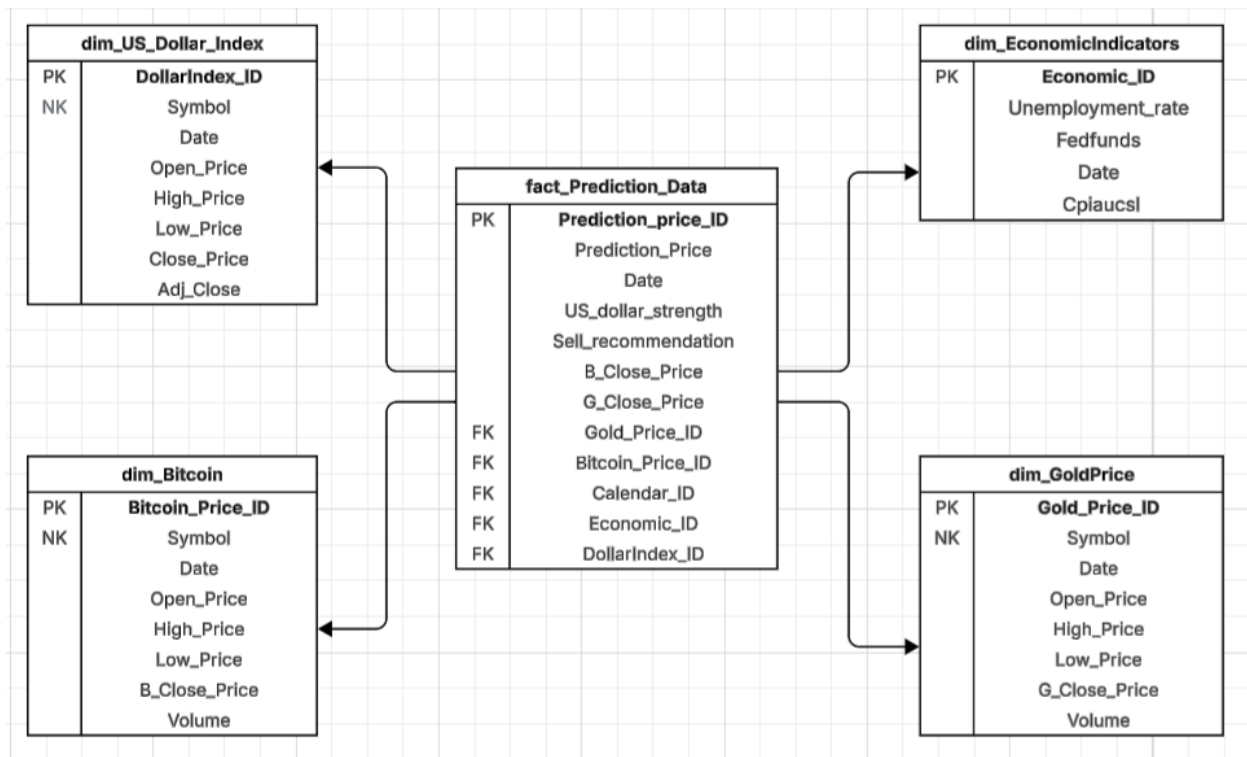 dim_US_Dollar_Index
PK DollarIndex_ID
NK Symbol
Date
Open_Price
High_Price
Low_Price
Close_Price
Adj_Close
dim_EconomicIndicators
PK Economic_ID
Unemployment_rate
Fedfunds
Date
Cpiaucsl
fact_Prediction_Data
PK Prediction_price_ID
Prediction_Price
Date
US_dollar_strength
Sell_recommendation
B_Close_Price
G_Close_Price
FK Gold_Price_ID
FK Bitcoin_Price_ID
FK Calendar_ID
FK Economic_ID
FK DollarIndex_ID
dim_Bitcoin
PK Bitcoin_Price_ID
NK Symbol
Date
Open_Price
High_Price
Low_Price
B_Close_Price
Volume
dim_GoldPrice
PK Gold_Price_ID
NK Symbol
Date
Open_Price
High_Price
Low_Price
G_Close_Price
Volume